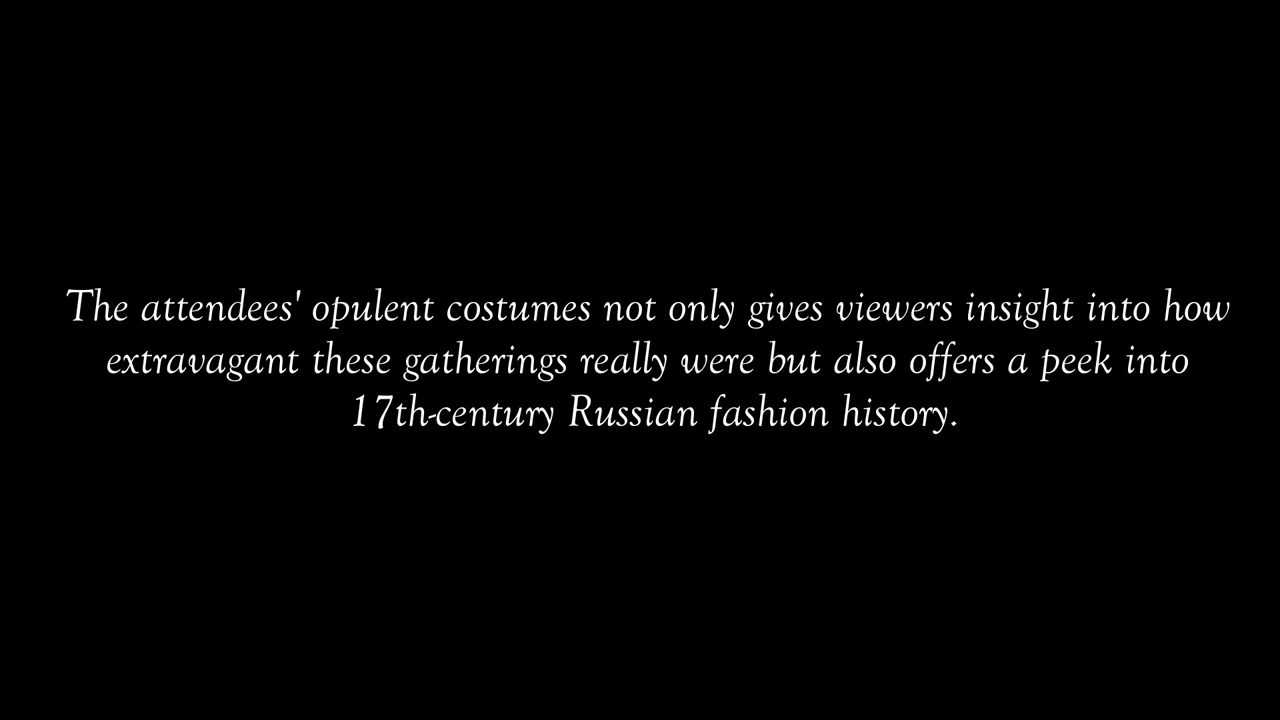 The attendees' opulent costumes not only gives viewers insight into how
extravagant these gatherings really were but also offers a peek into
17th-century Russian fashion history.